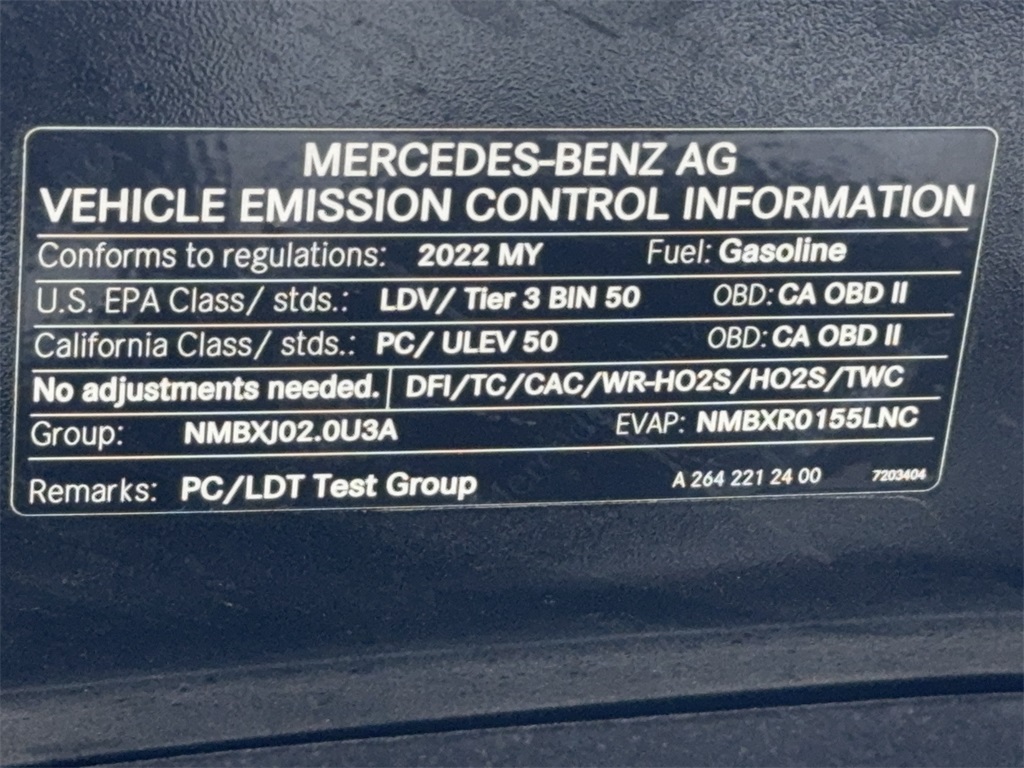 MERCEDES-BENZ AG
VEHICLE EMISSION CONTROL INFORMATION
Conforms to regulations: 2022 MY Fuel: Gasoline
U.S. EPA Class/ stds.: LDV/ Tier 3 BIN 50 OBD: CA OBD II
California Class/ stds.: PC/ ULEV 50 OBD: CA OBD II
No adjustments needed. DFI/TC/CAC/WR-HO2S/HO2S/TWC
Group: NMBXJ02.0U3A EVAP: NMBXR0155LNC
Remarks: PC/LDT Test Group A 264 221 24 00 7203404